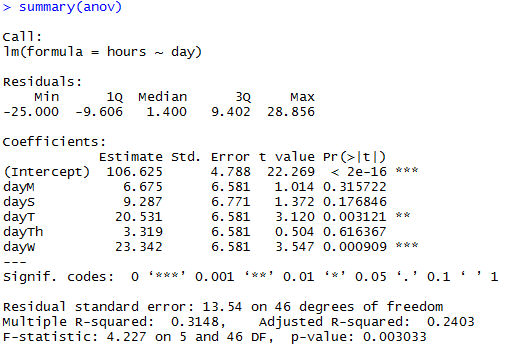 > summary(anov)
Call:
lm(formula = hours ~ day)
Residuals:
    Min      1Q  Median      3Q     Max
-25.000  -9.606   1.400   9.402  28.856
Coefficients:
            Estimate Std. Error t value Pr(>|t|)
(Intercept)  106.625      4.788  22.269  < 2e-16 ***
dayM           6.675      6.581   1.014 0.315722
dayS           9.287      6.771   1.372 0.176846
dayT          20.531      6.581   3.120 0.003121 **
dayTh          3.319      6.581   0.504 0.616367
dayW          23.342      6.581   3.547 0.000909 ***
---
Signif. codes:  0 ‘***’ 0.001 ‘**’ 0.01 ‘*’ 0.05 ‘.’ 0.1 ‘ ’ 1
Residual standard error: 13.54 on 46 degrees of freedom
Multiple R-squared:  0.3148,    Adjusted R-squared:  0.2403
F-statistic: 4.227 on 5 and 46 DF,  p-value: 0.003033